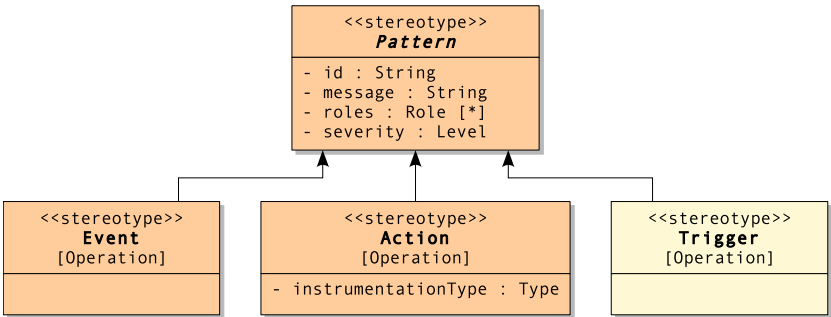 <<stereotype>>
Pattern
- id : String
- message : String
- roles : Role [*]
- severity : Level
<<stereotype>>
Event
[Operation]
<<stereotype>>
Action
[Operation]
- instrumentationType : Type
<<stereotype>>
Trigger
[Operation]